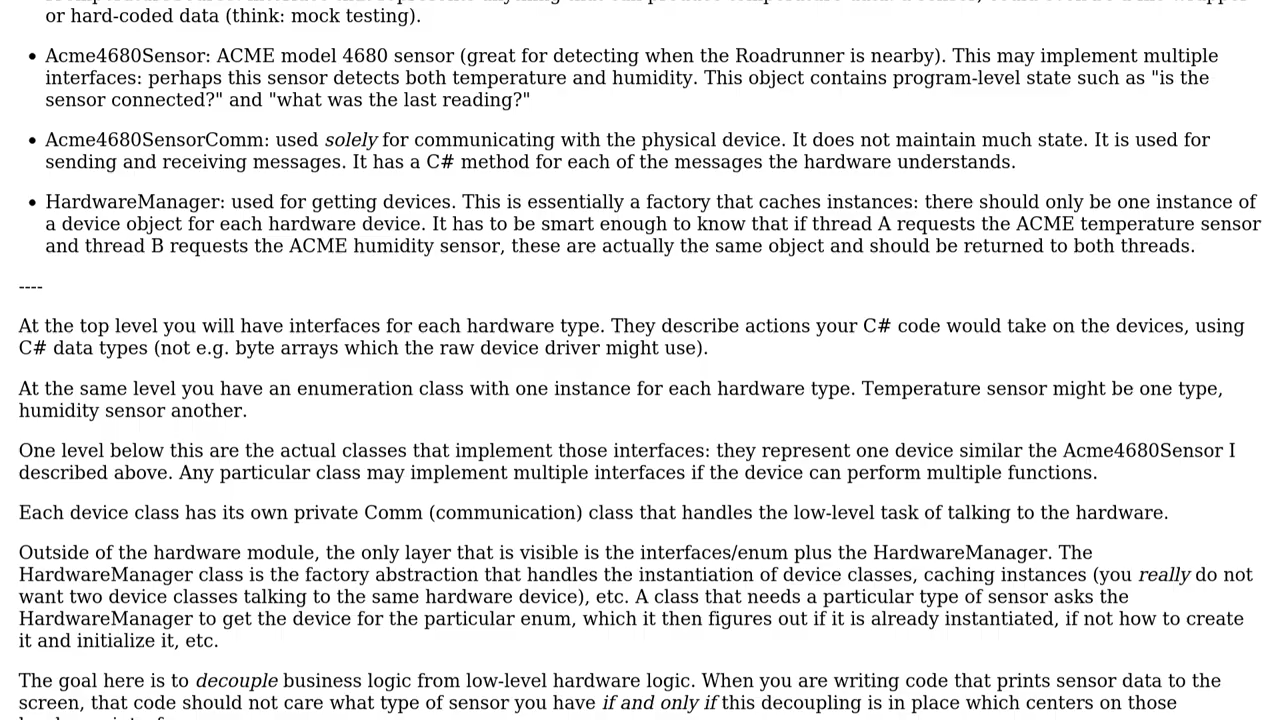 or hard-coded data (think: mock testing).
• Acme4680Sensor: ACME model 4680 sensor (great for detecting when the Roadrunner is nearby). This may implement multiple
interfaces: perhaps this sensor detects both temperature and humidity. This object contains program-level state such as "is the
sensor connected?" and "what was the last reading?"
• Acme4680SensorComm: used solely for communicating with the physical device. It does not maintain much state. It is used for
sending and receiving messages. It has a C# method for each of the messages the hardware understands.
• HardwareManager: used for getting devices. This is essentially a factory that caches instances: there should only be one instance of
a device object for each hardware device. It has to be smart enough to know that if thread A requests the ACME temperature sensor
and thread B requests the ACME humidity sensor, these are actually the same object and should be returned to both threads.
----
At the top level you will have interfaces for each hardware type. They describe actions your C# code would take on the devices, using
C# data types (not e.g. byte arrays which the raw device driver might use).
At the same level you have an enumeration class with one instance for each hardware type. Temperature sensor might be one type,
humidity sensor another.
One level below this are the actual classes that implement those interfaces: they represent one device similar the Acme4680Sensor I
described above. Any particular class may implement multiple interfaces if the device can perform multiple functions.
Each device class has its own private Comm (communication) class that handles the low-level task of talking to the hardware.
Outside of the hardware module, the only layer that is visible is the interfaces/enum plus the HardwareManager. The
HardwareManager class is the factory abstraction that handles the instantiation of device classes, caching instances (you really do not
want two device classes talking to the same hardware device), etc. A class that needs a particular type of sensor asks the
HardwareManager to get the device for the particular enum, which it then figures out if it is already instantiated, if not how to create
it and initialize it, etc.
The goal here is to decouple business logic from low-level hardware logic. When you are writing code that prints sensor data to the
screen, that code should not care what type of sensor you have if and only if this decoupling is in place which centers on those